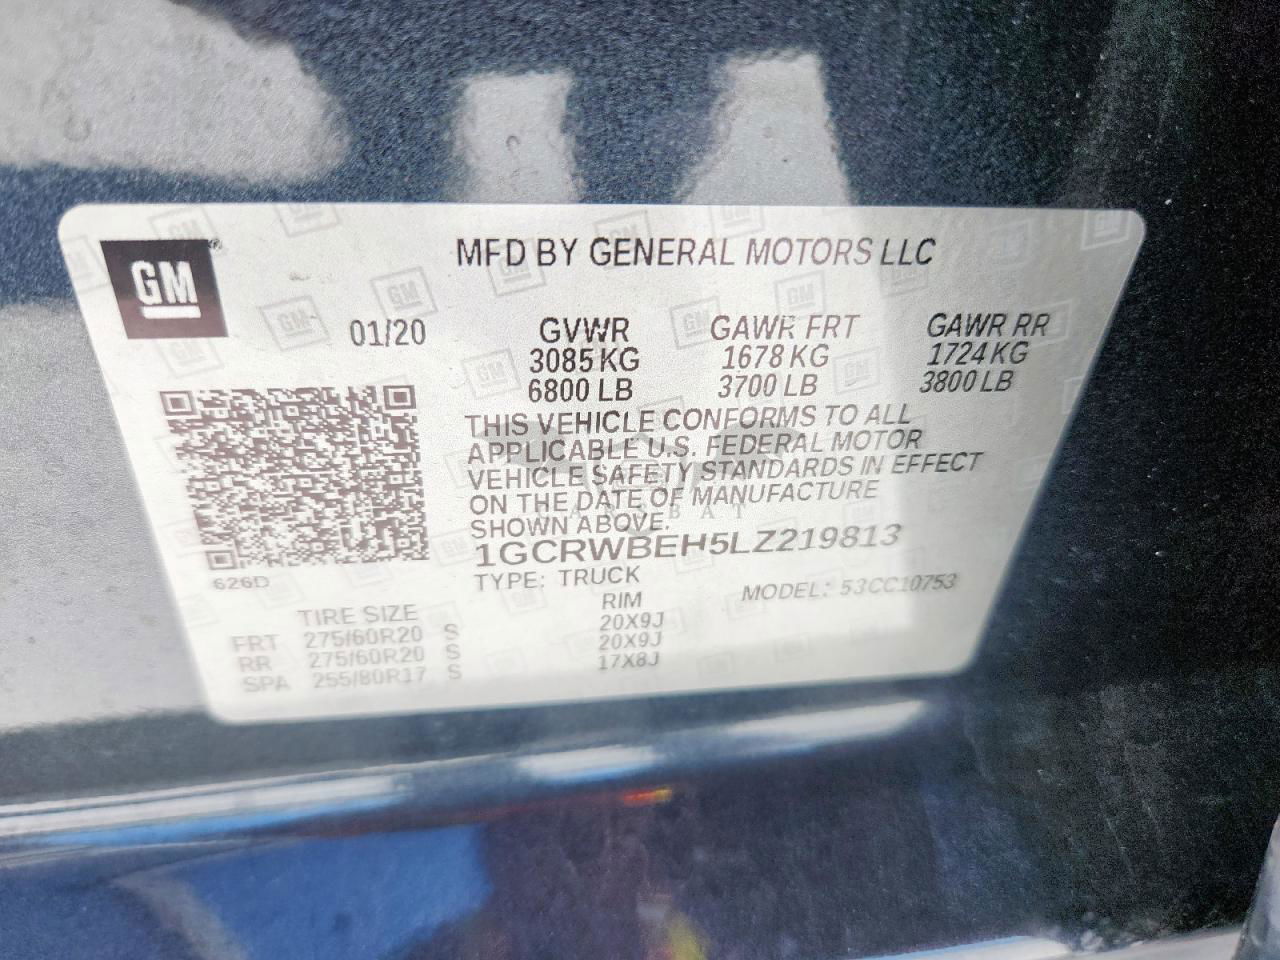 GM
MFD BY GENERAL MOTORS LLC
01/20 GVWR GAWR FRT GAWR RR
3085 KG 1678 KG 1724 KG
6800 LB 3700 LB 3800 LB
THIS VEHICLE CONFORMS TO ALL
APPLICABLE U.S. FEDERAL MOTOR
VEHICLE SAFETY STANDARDS IN EFFECT
ON THE DATE OF MANUFACTURE
SHOWN ABOVE.
1GCRWBEH5LZ219813
626D
TYPE: TRUCK MODEL: 53CC10753
TIRE SIZE RIM
FRT 275/60R20 S 20X9J
RR 275/60R20 S 20X9J
SPA 255/80R17 S 17X8J